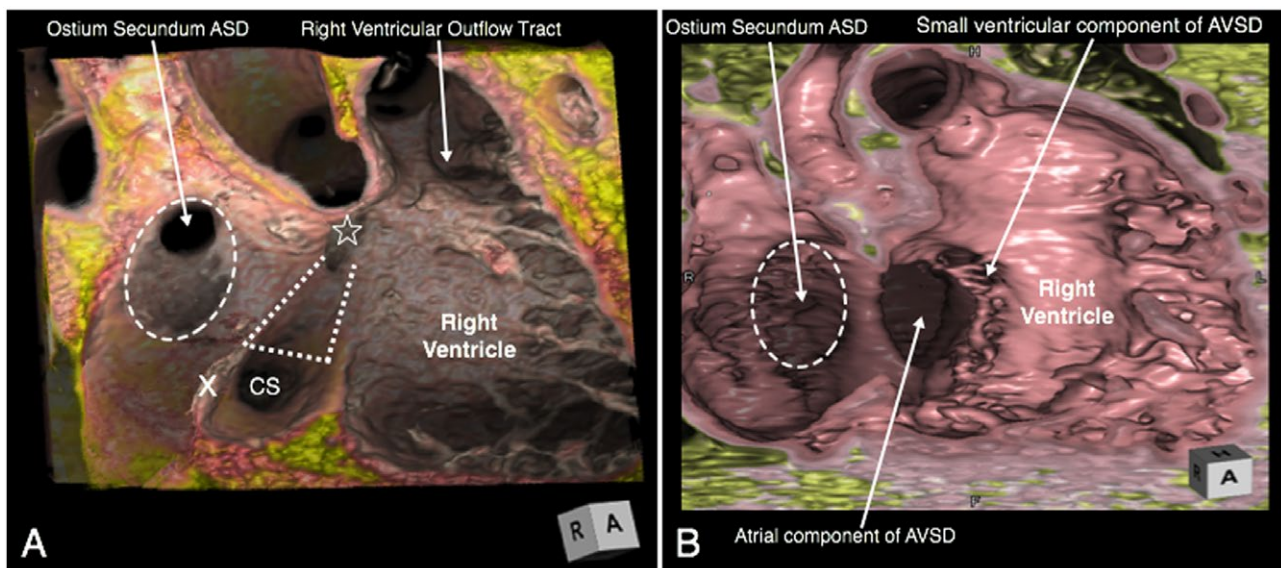 Ostium Secundum ASD
Right Ventricular Outflow Tract
Right
Ventricle
X
CS
R A
A
Ostium Secundum ASD
Small ventricular component of AVSD
H
R
L
Right
Ventricle
F
H
R A
Atrial component of AVSD
B